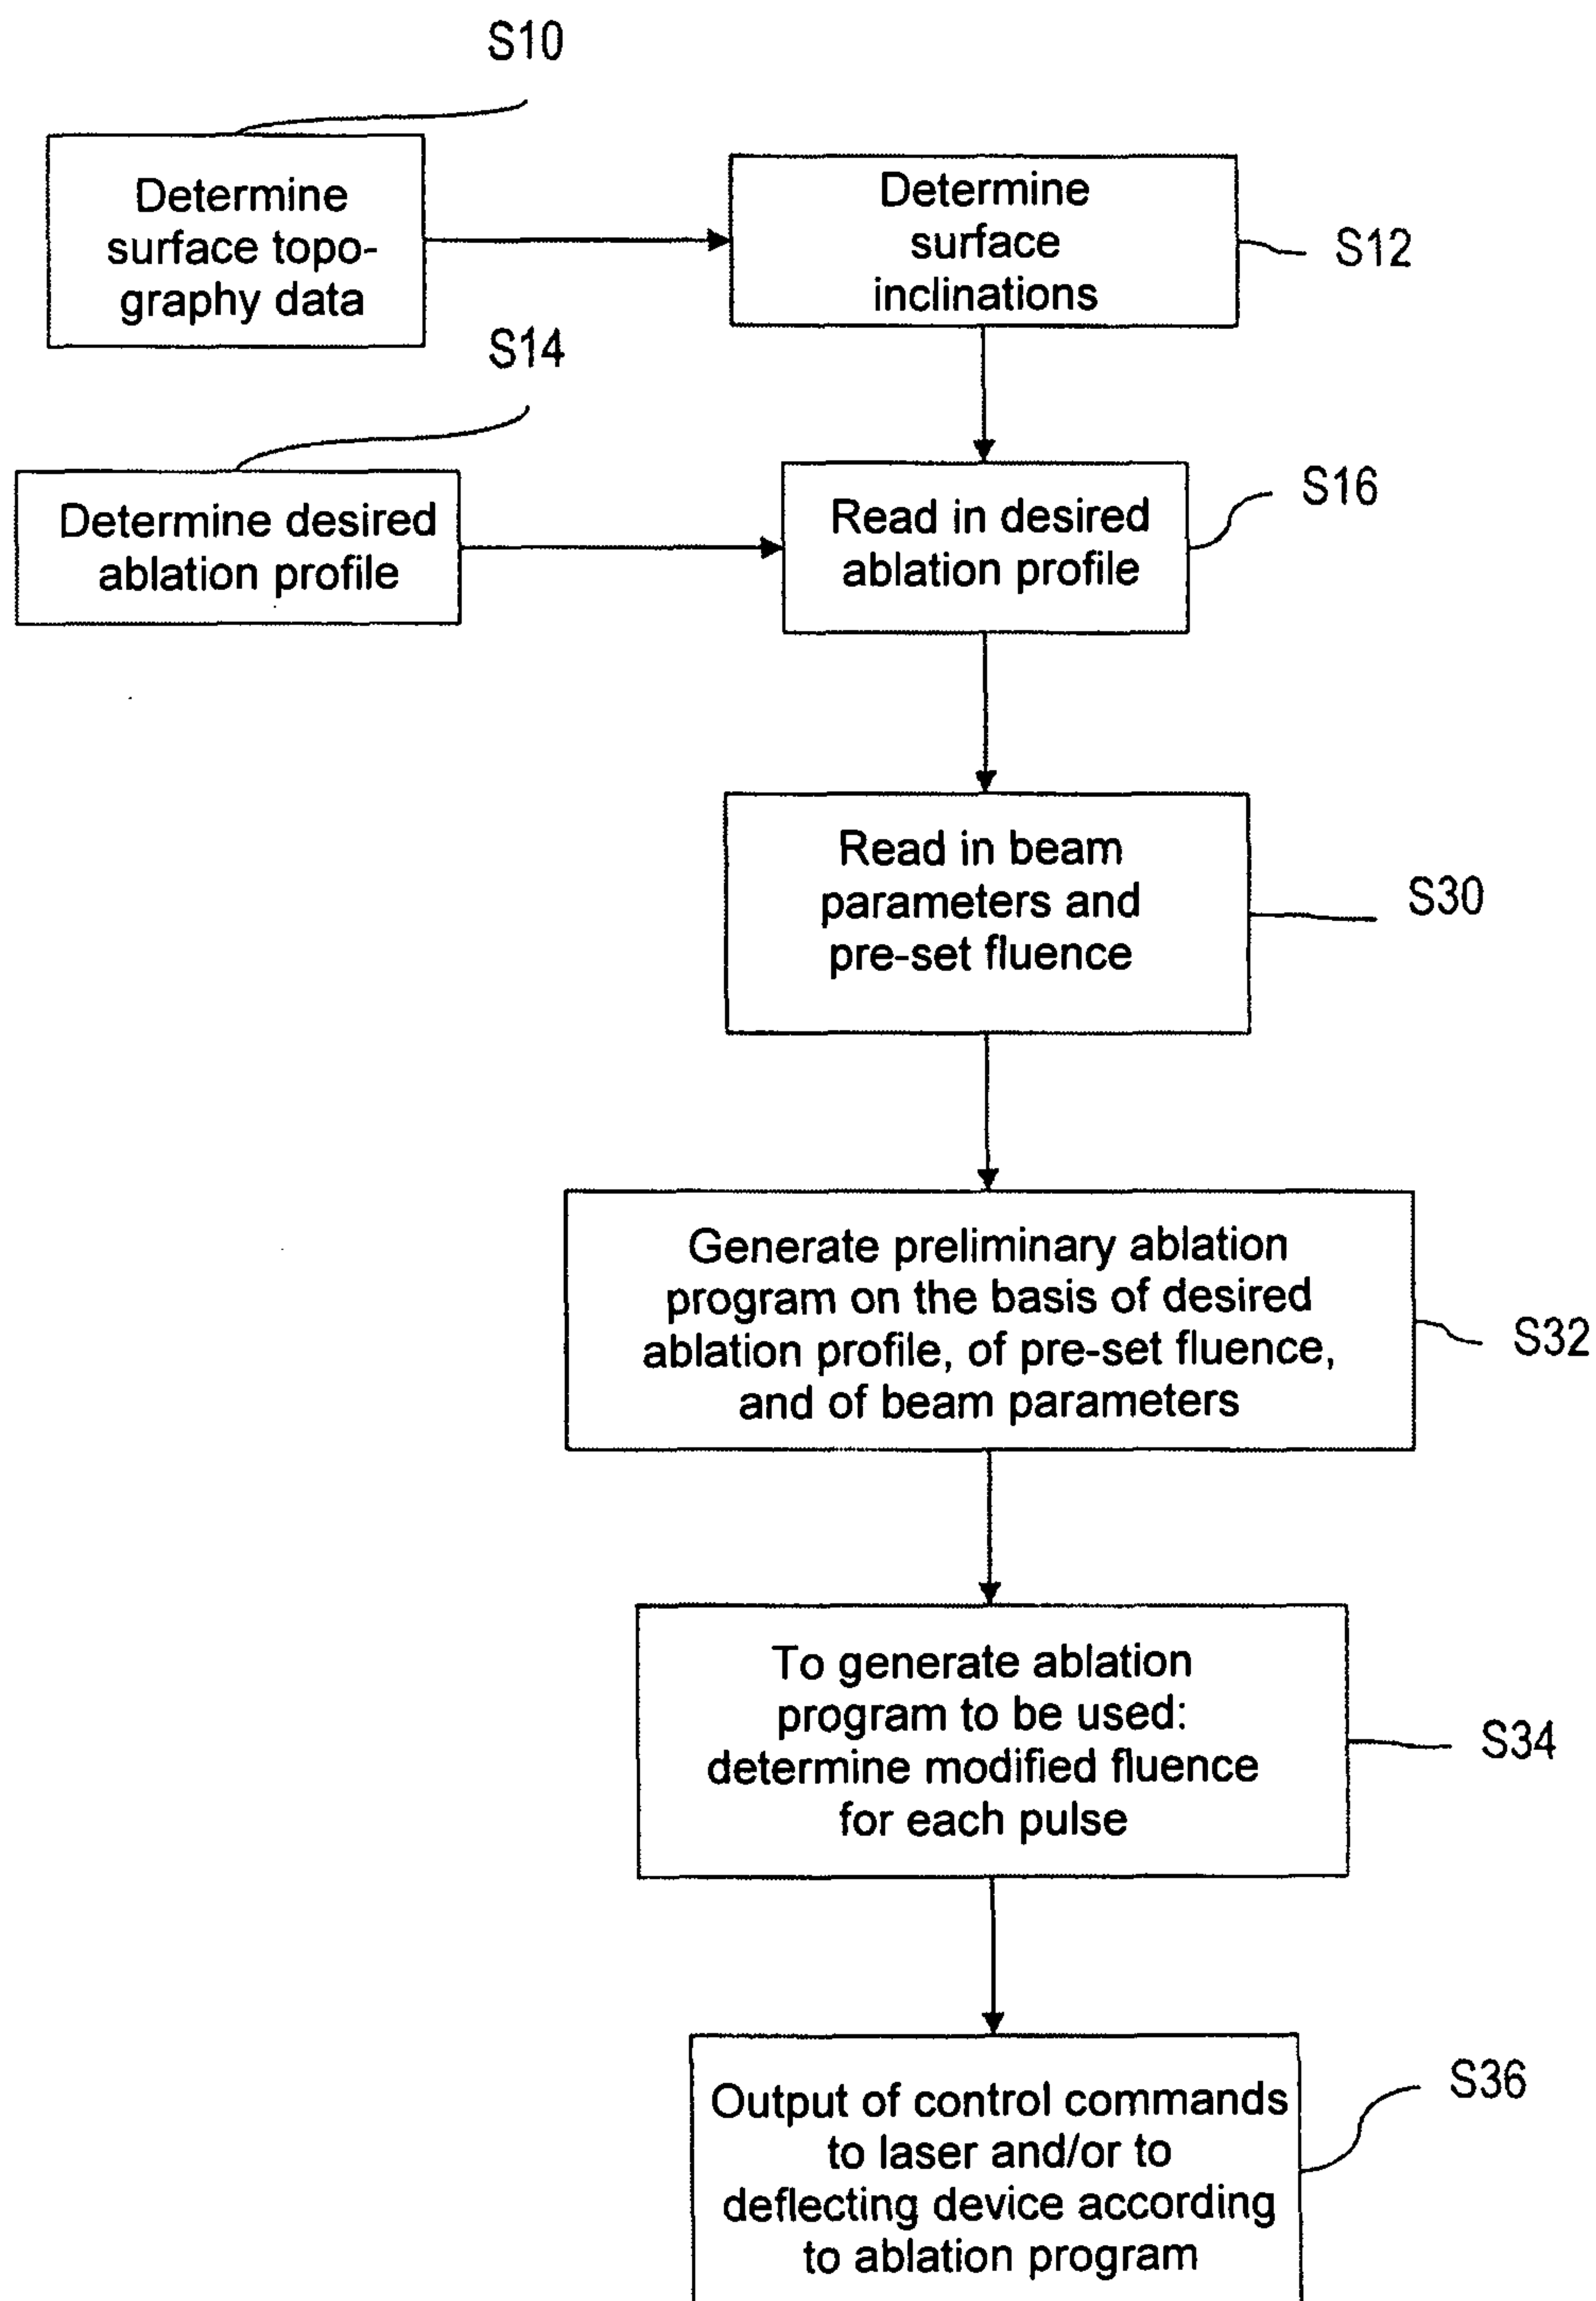 S10
Determine
surface topo-
graphy data
Determine
surface
inclinations
S12
S14
Determine desired
ablation profile
Read in desired
ablation profile
S16
Read in beam
parameters and
pre-set fluence
S30
Generate preliminary ablation
program on the basis of desired
ablation profile, of pre-set fluence,
and of beam parameters
S32
To generate ablation
program to be used:
determine modified fluence
for each pulse
S34
Output of control commands
to laser and/or to
deflecting device according
to ablation program
S36